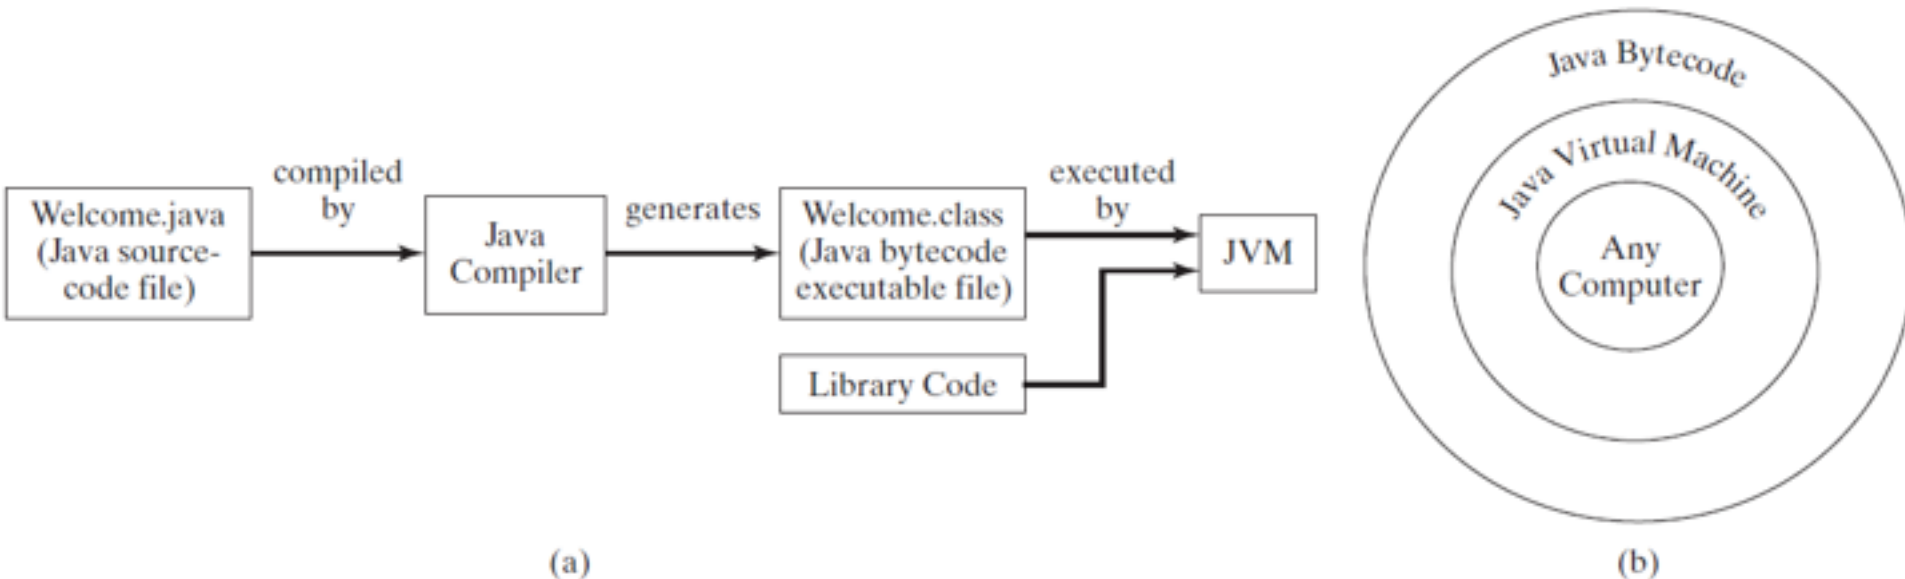 Welcome.java
(Java source-
code file)
compiled
by
Java
Compiler
generates
Welcome.class
(Java bytecode
executable file)
executed
by
JVM
Library Code
(a)
Java Bytecode
Java Virtual Machine
Any
Computer
(b)